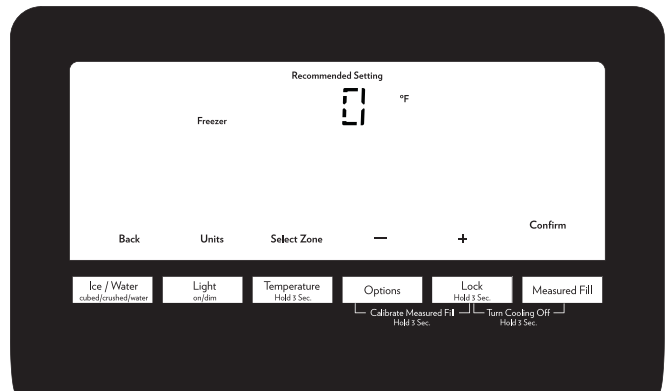 Recommended Setting
0 °F
Freezer
Back Units Select Zone — + Confirm
Ice / Water Light Temperature Options Lock Measured Fill
cubed/crushed/water on/dim Hold 3 Sec. Hold 3 Sec.
Calibrate Measured Fill Turn Cooling Off
Hold 3 Sec. Hold 3 Sec.